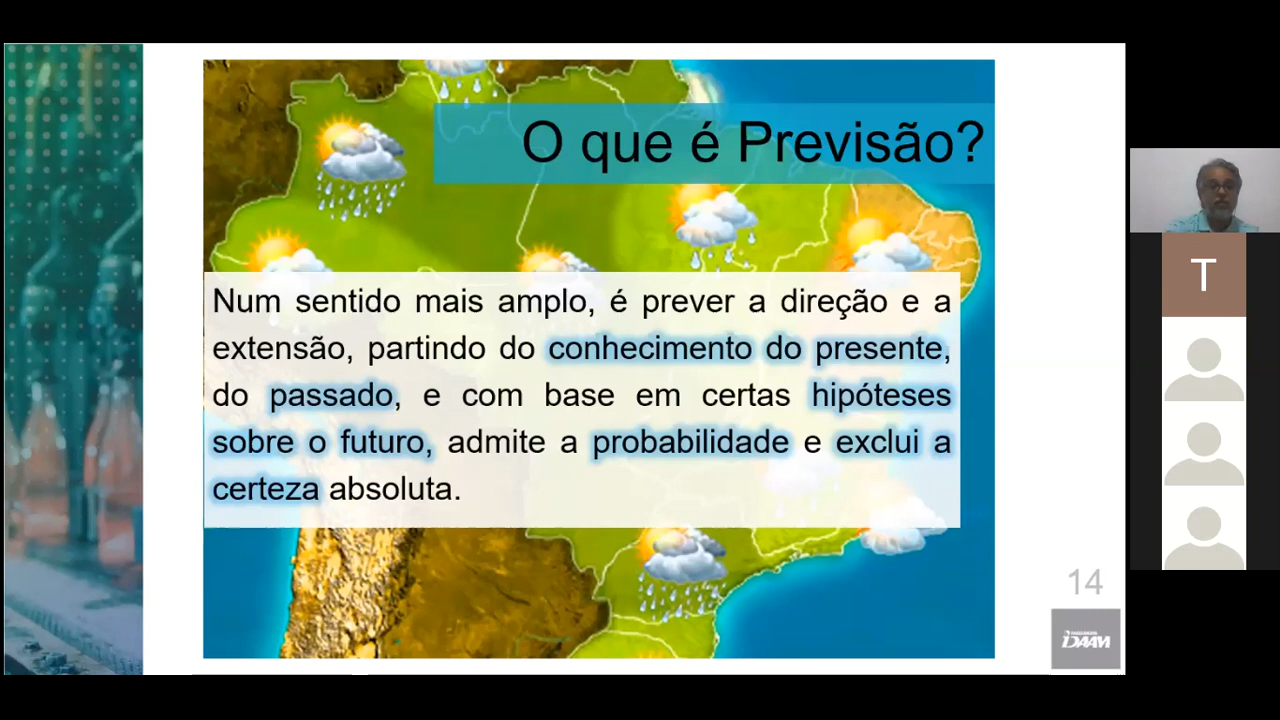 O que é Previsão?
Num sentido mais amplo, é prever a direção e a
extensão, partindo do conhecimento do presente,
do passado, e com base em certas hipóteses
sobre o futuro, admite a probabilidade e exclui a
certeza absoluta.
T
14
IDAAM